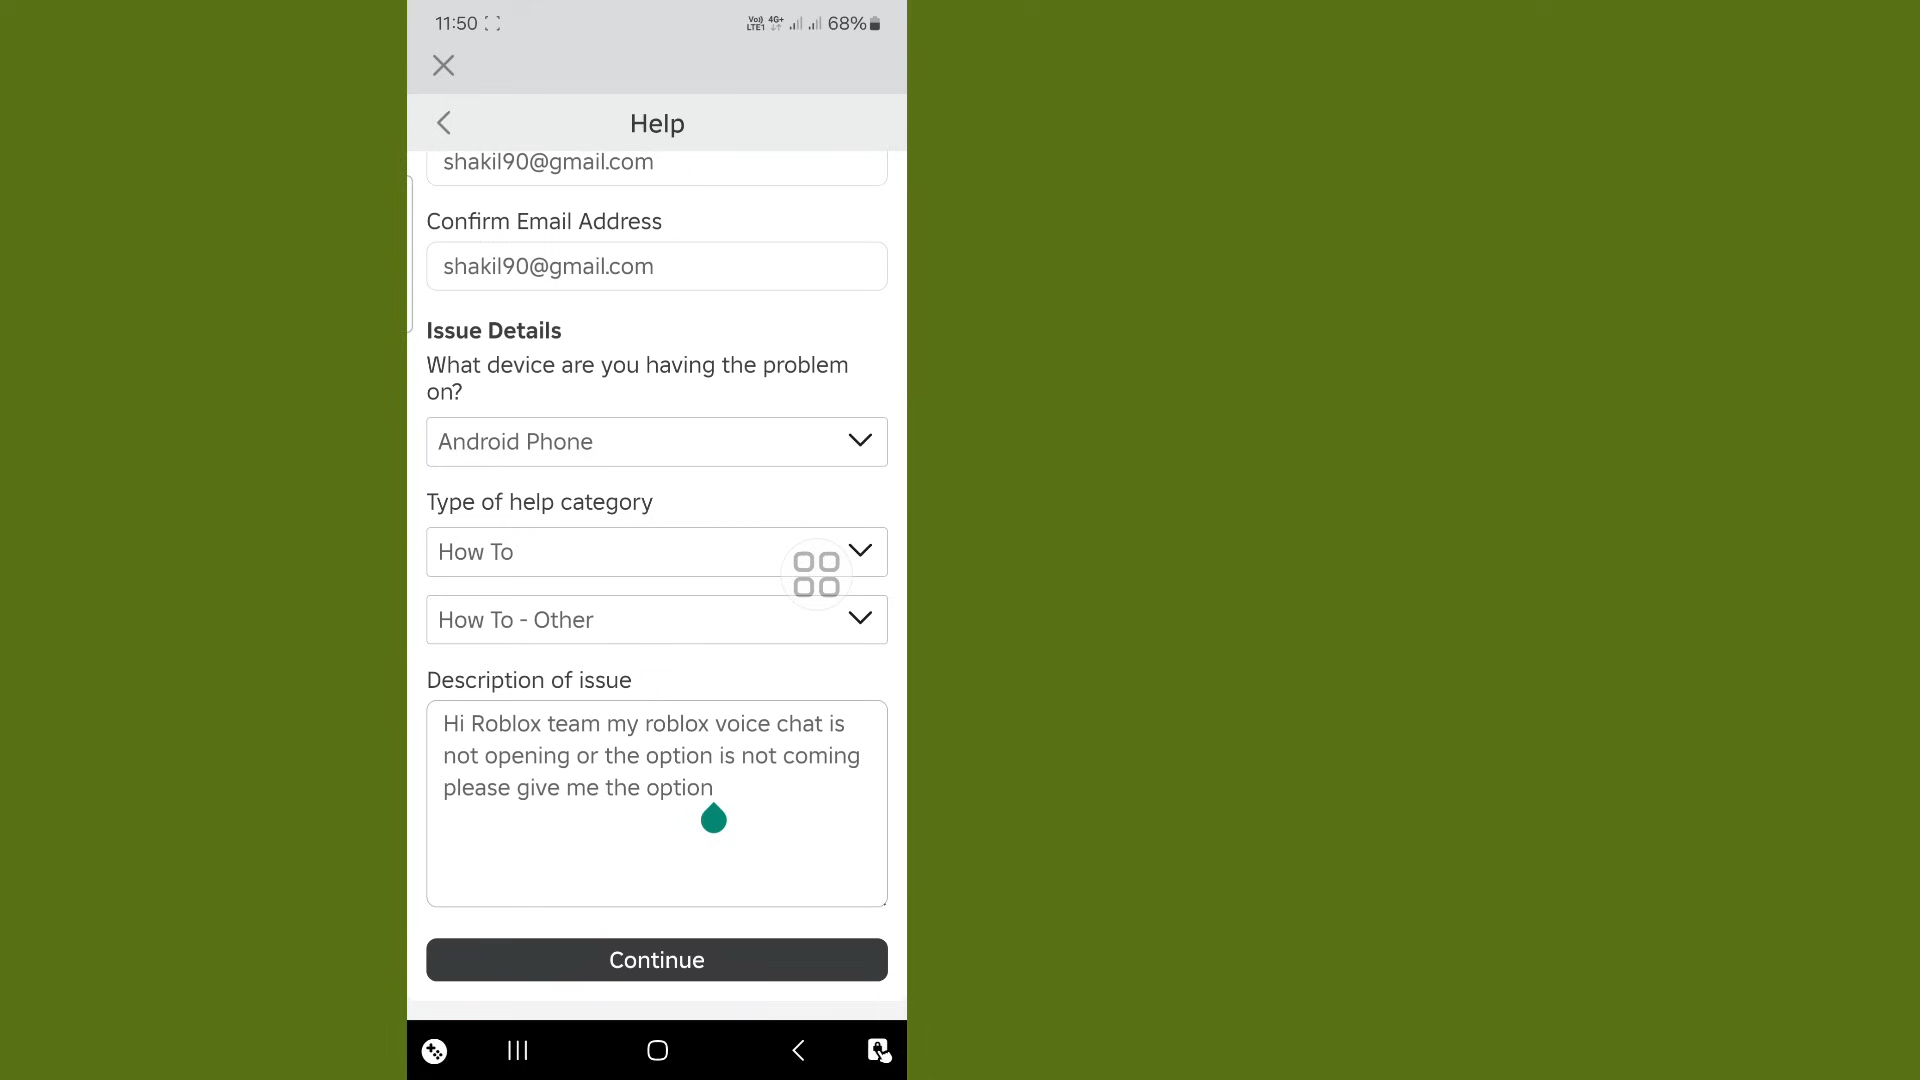 11:50
Vo)) 4G+ 68%
LTE1
Help
shakil90@gmail.com
Confirm Email Address
shakil90@gmail.com
Issue Details
What device are you having the problem
on?
Android Phone
Type of help category
How To
How To - Other
Description of issue
Hi Roblox team my roblox voice chat is
not opening or the option is not coming
please give me the option
Continue